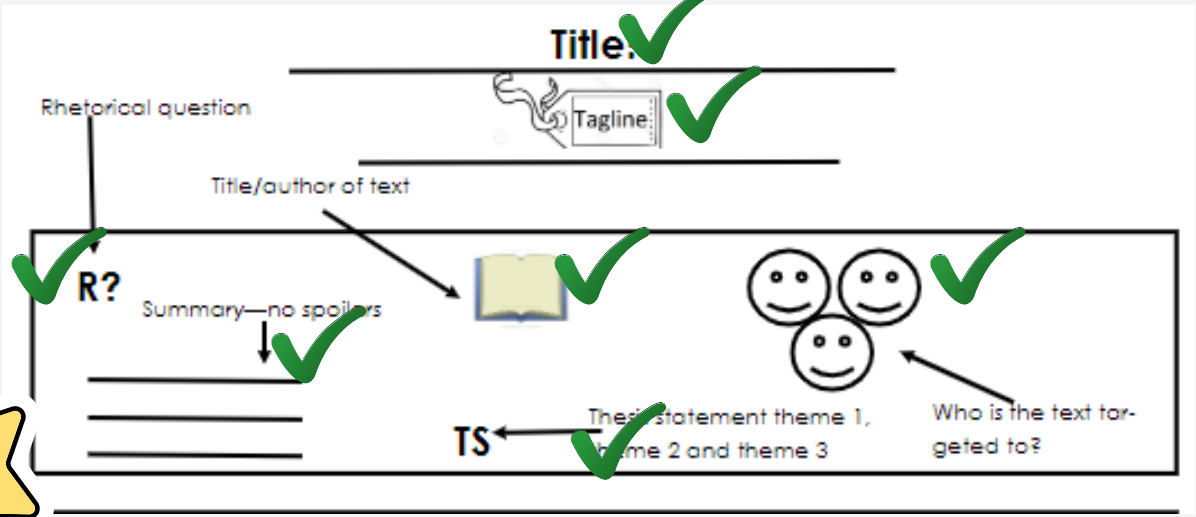 Title:
Rhetorical question
Tagline
Title/author of text
R?
Summary—no spoilers
Thesis statement theme 1,
theme 2 and theme 3
TS
Who is the text tar-
geted to?